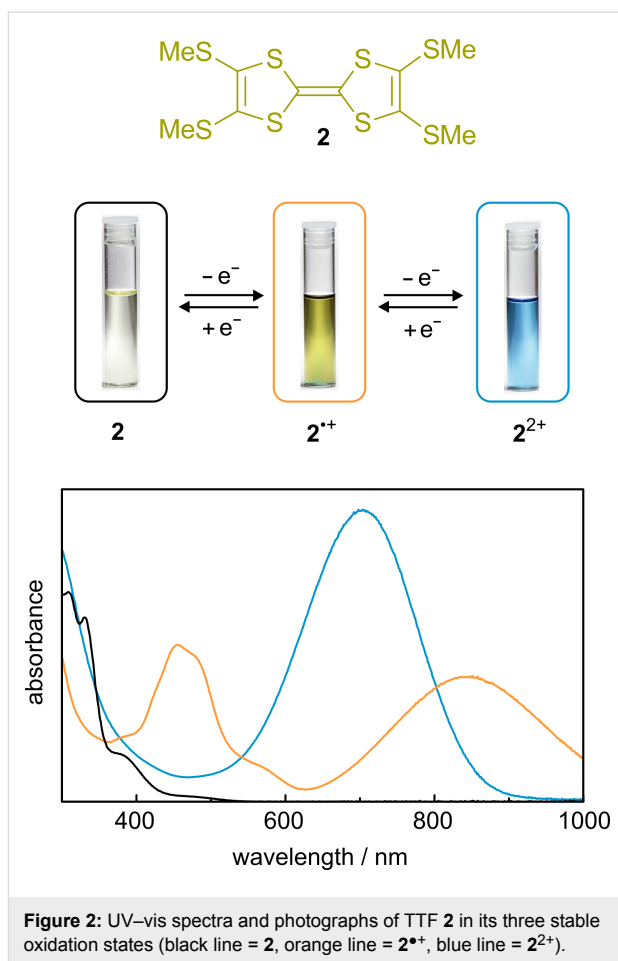 MeS S S SMe
MeS S S SMe
2
– e⁻ – e⁻
+ e⁻ + e⁻
2 2•+ 2²⁺
absorbance
400 600 800 1000
wavelength / nm
Figure 2: UV–vis spectra and photographs of TTF 2 in its three stable
oxidation states (black line = 2, orange line = 2•+, blue line = 2²⁺).